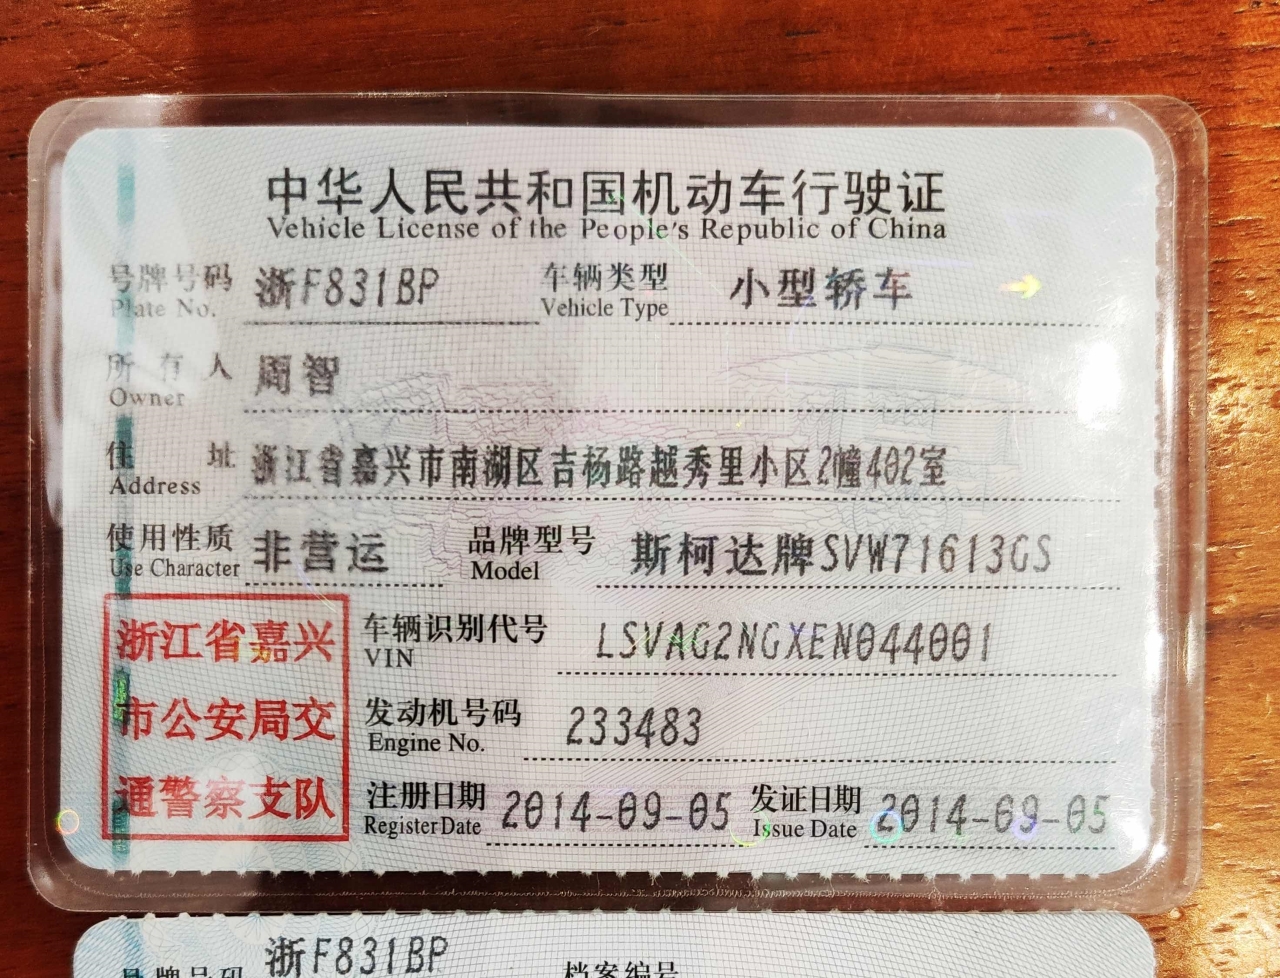 中华人民共和国机动车行驶证
Vehicle License of the People's Republic of China
号牌号码 浙F831BP 车辆类型 小型轿车
Plate No. Vehicle Type
所有人 周智
Owner
住址 浙江省嘉兴市南湖区吉杨路越秀里小区2幢402室
Address
使用性质 非营运 品牌型号 斯柯达牌SVW71613GS
Use Character Model
浙江省嘉兴
市公安局交
通警察支队
车辆识别代号 LSVAG2NGXEN044001
VIN
发动机号码 233483
Engine No.
注册日期 2014-09-05 发证日期 2014-09-05
Register Date Issue Date
号牌号码 浙F831BP 档案编号